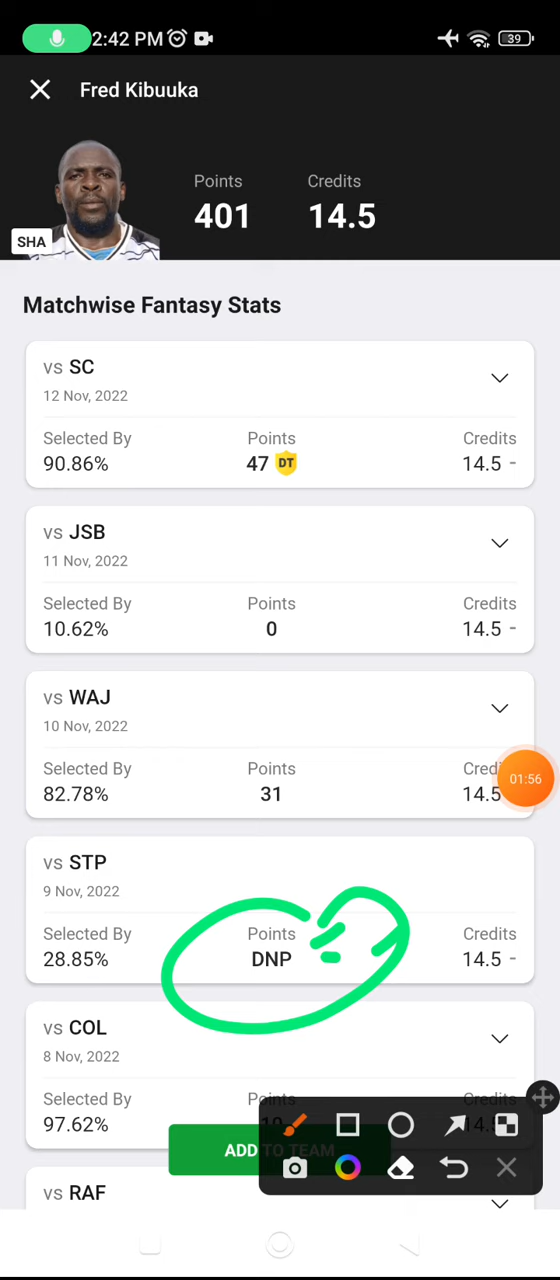 2:42 PM 39
Fred Kibuuka
Points Credits
401 14.5
SHA
Matchwise Fantasy Stats
vs SC
12 Nov, 2022
Selected By Points Credits
90.86% 47 DT 14.5 -
vs JSB
11 Nov, 2022
Selected By Points Credits
10.62% 0 14.5 -
vs WAJ
10 Nov, 2022
Selected By Points Cred
82.78% 31 14.5
01:56
vs STP
9 Nov, 2022
Selected By Points Credits
28.85% DNP 14.5 -
vs COL
8 Nov, 2022
Selected By Points Credits
97.62% 14.
ADD TO TEAM
vs RAF